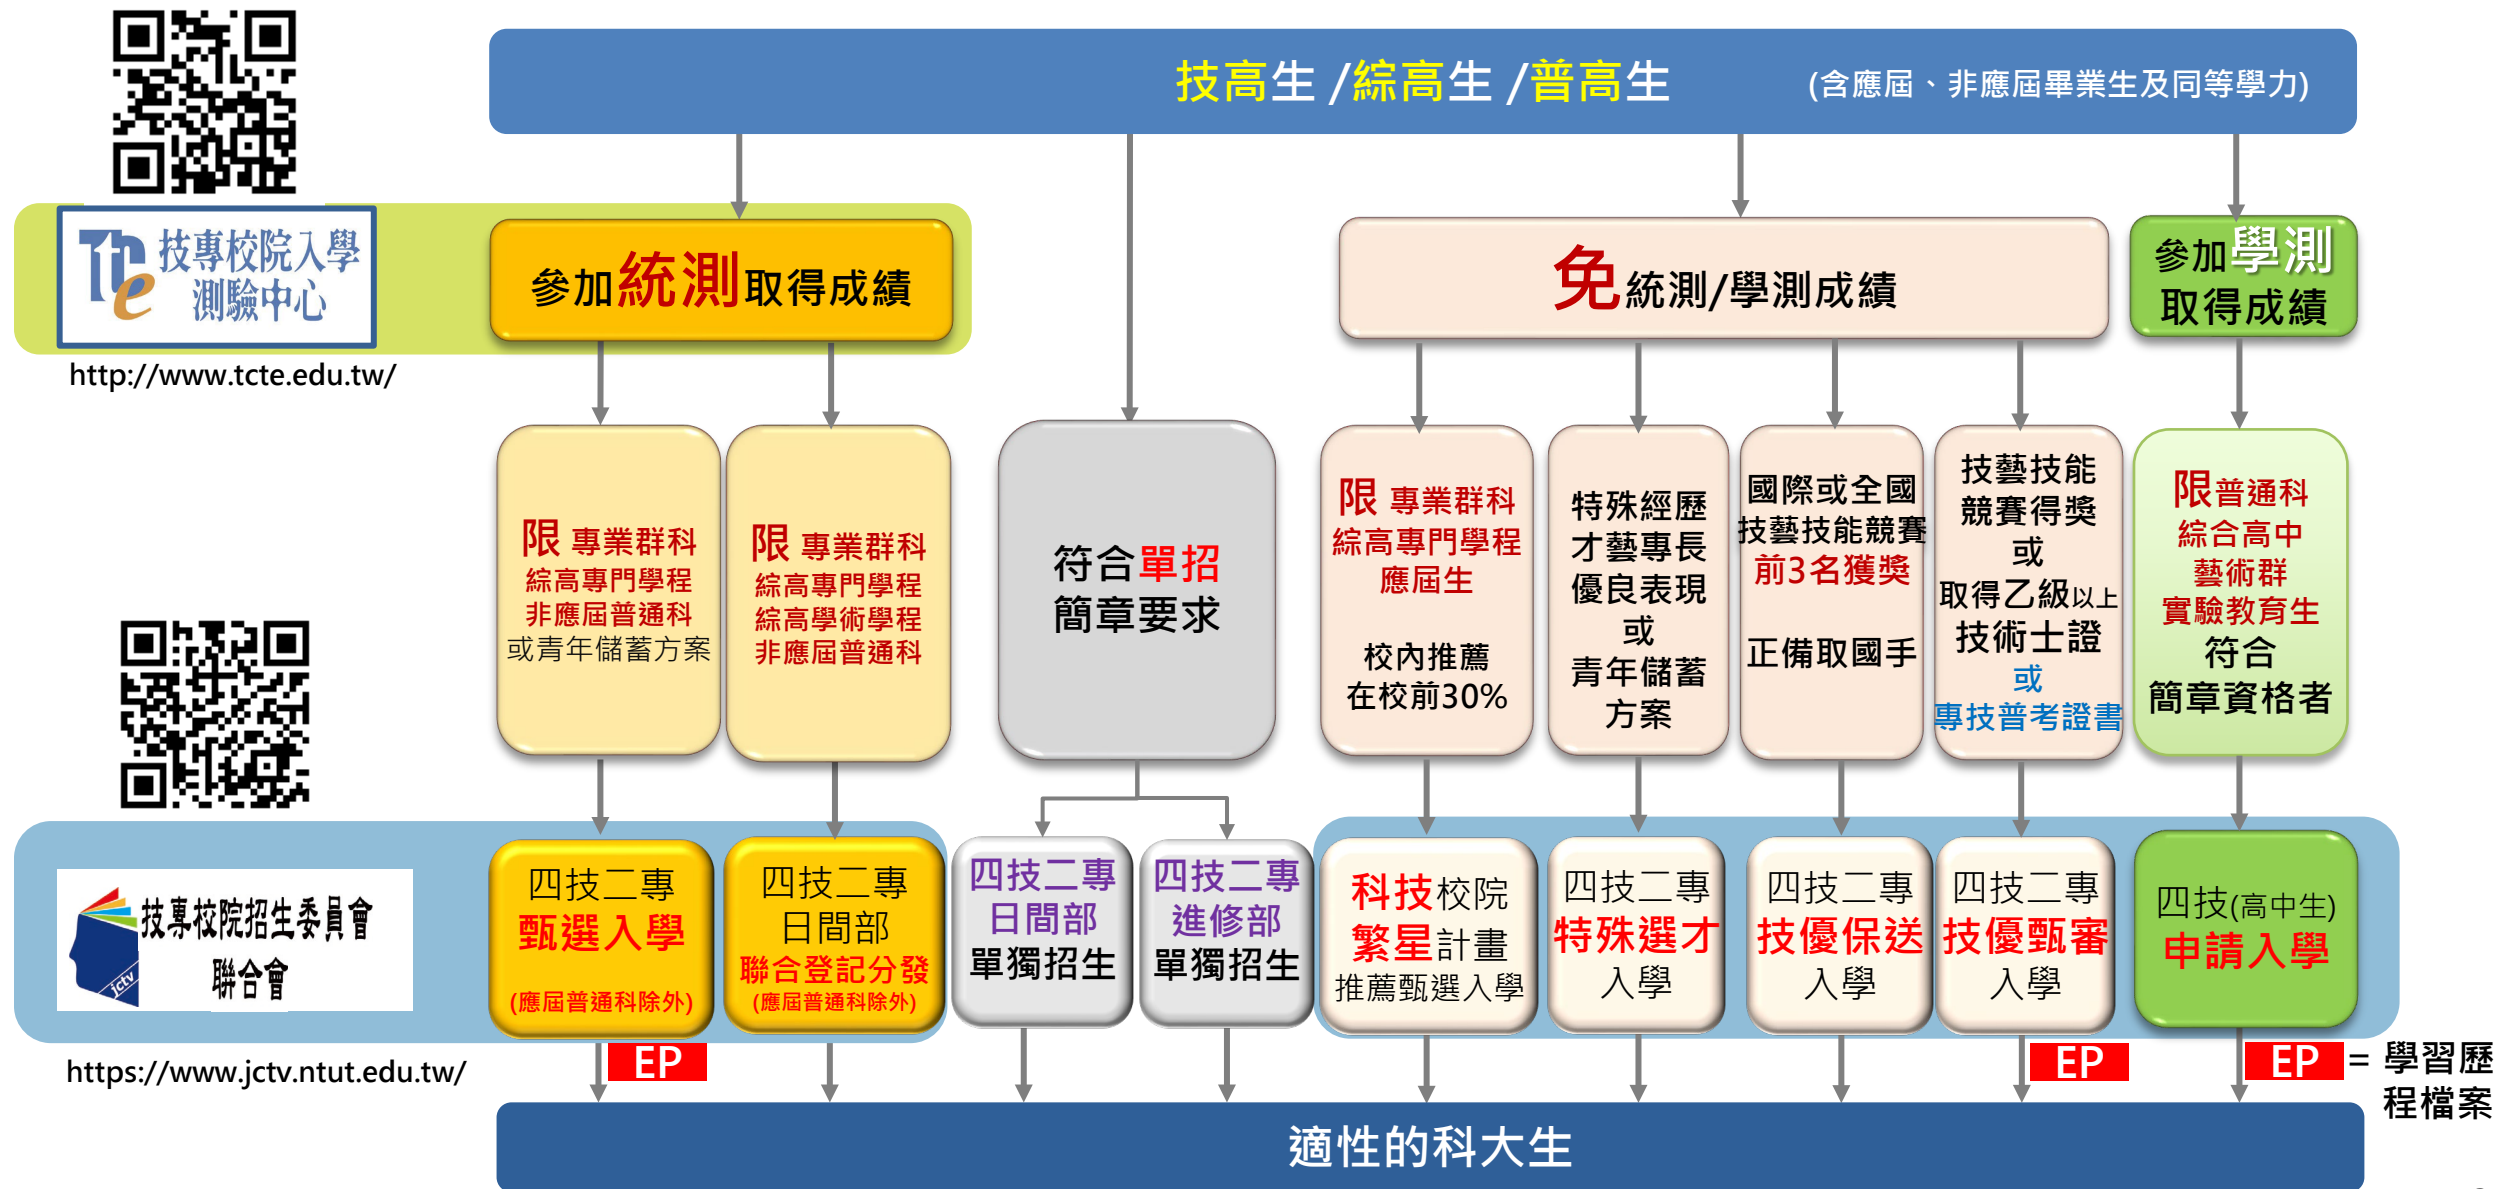 技高生 /綜高生 /普高生 (含應屆、非應屆畢業生及同等學力)
技專校院入學
測驗中心
http://www.tcte.edu.tw/
參加統測取得成績
免統測/學測成績
參加學測
取得成績
限 專業群科
綜高專門學程
非應屆普通科
或青年儲蓄方案
限 專業群科
綜高專門學程
綜高學術學程
非應屆普通科
符合單招
簡章要求
限 專業群科
綜高專門學程
應屆生
校內推薦
在校前30%
特殊經歷
才藝專長
優良表現
或
青年儲蓄
方案
國際或全國
技藝技能競賽
前3名獲獎
正備取國手
技藝技能
競賽得獎
或
取得乙級以上
技術士證
或
專技普考證書
限普通科
綜合高中
藝術群
實驗教育生
符合
簡章資格者
jctv
技專校院招生委員會
聯合會
https://www.jctv.ntut.edu.tw/
四技二專
甄選入學
(應屆普通科除外)
四技二專
日間部
聯合登記分發
(應屆普通科除外)
四技二專
日間部
單獨招生
四技二專
進修部
單獨招生
科技校院
繁星計畫
推薦甄選入學
四技二專
特殊選才
入學
四技二專
技優保送
入學
四技二專
技優甄審
入學
四技(高中生)
申請入學
EP
EP
EP = 學習歷
程檔案
適性的科大生